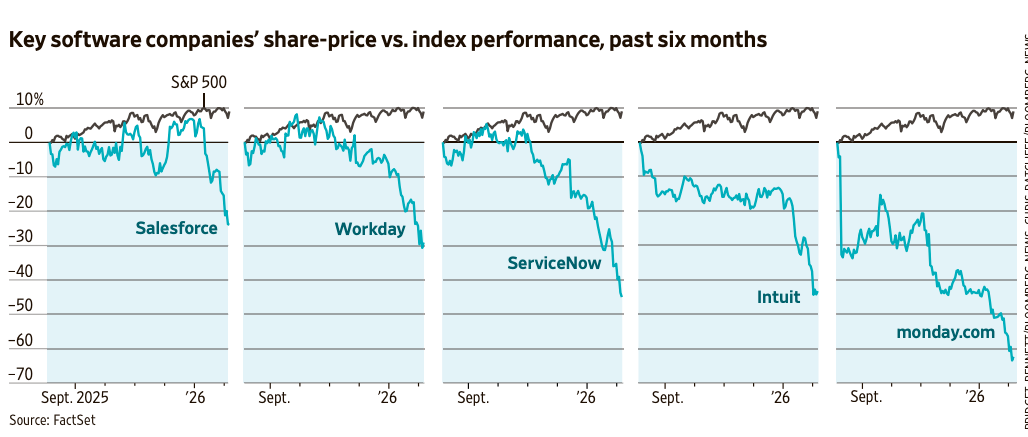 Key software companies’ share-price vs. index performance, past six months
S&P 500
10%
0
–10
–20
–30
–40
–50
–60
–70
Salesforce
Workday
ServiceNow
Intuit
monday.com
Sept. 2025 ’26
Sept. ’26
Sept. ’26
Sept. ’26
Sept. ’26
Source: FactSet